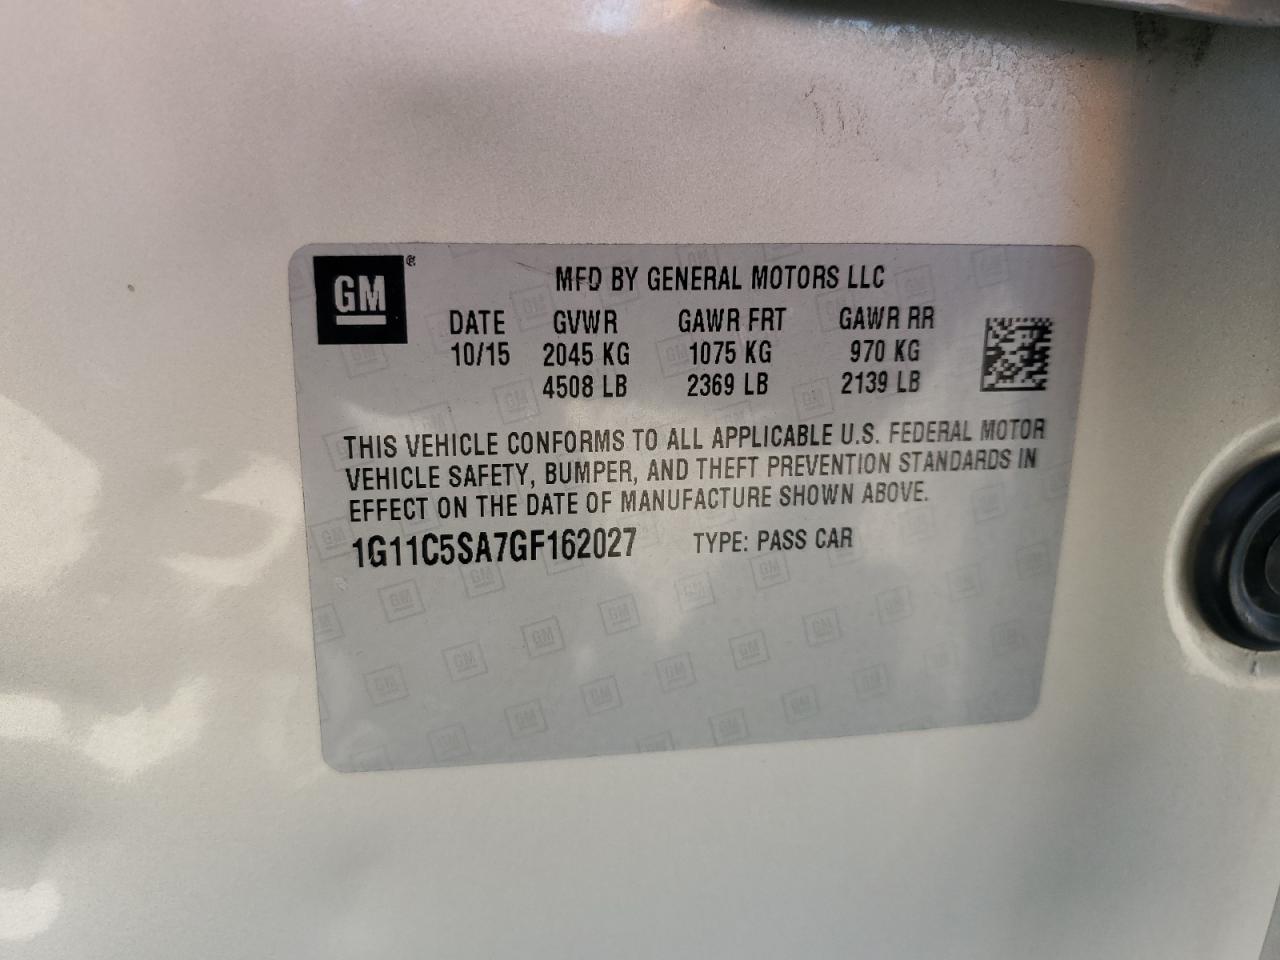 GM ®
MFD BY GENERAL MOTORS LLC
DATE GVWR GAWR FRT GAWR RR
10/15 2045 KG 1075 KG 970 KG
4508 LB 2369 LB 2139 LB
THIS VEHICLE CONFORMS TO ALL APPLICABLE U.S. FEDERAL MOTOR
VEHICLE SAFETY, BUMPER, AND THEFT PREVENTION STANDARDS IN
EFFECT ON THE DATE OF MANUFACTURE SHOWN ABOVE.
1G11C5SA7GF162027 TYPE: PASS CAR